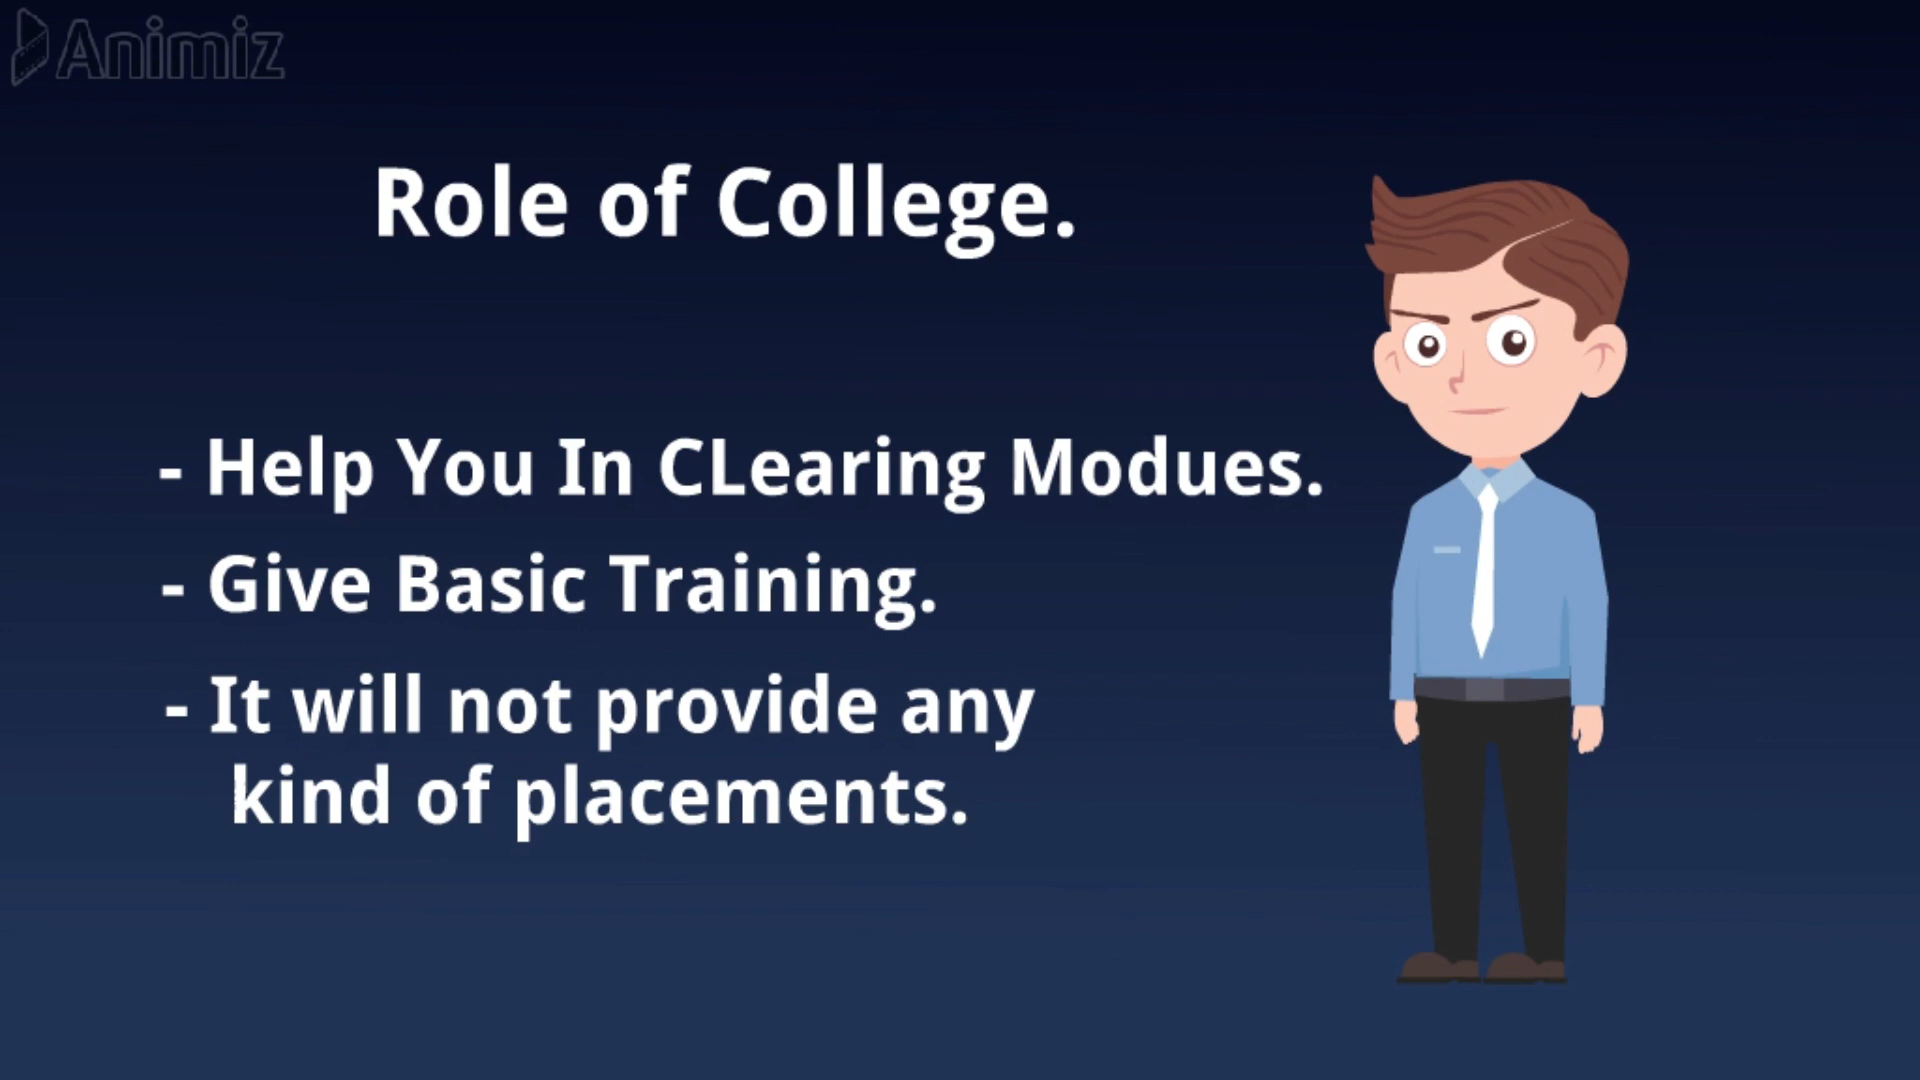 Animiz
Role of College.
- Help You In CLearing Modues.
- Give Basic Training.
- It will not provide any
kind of placements.